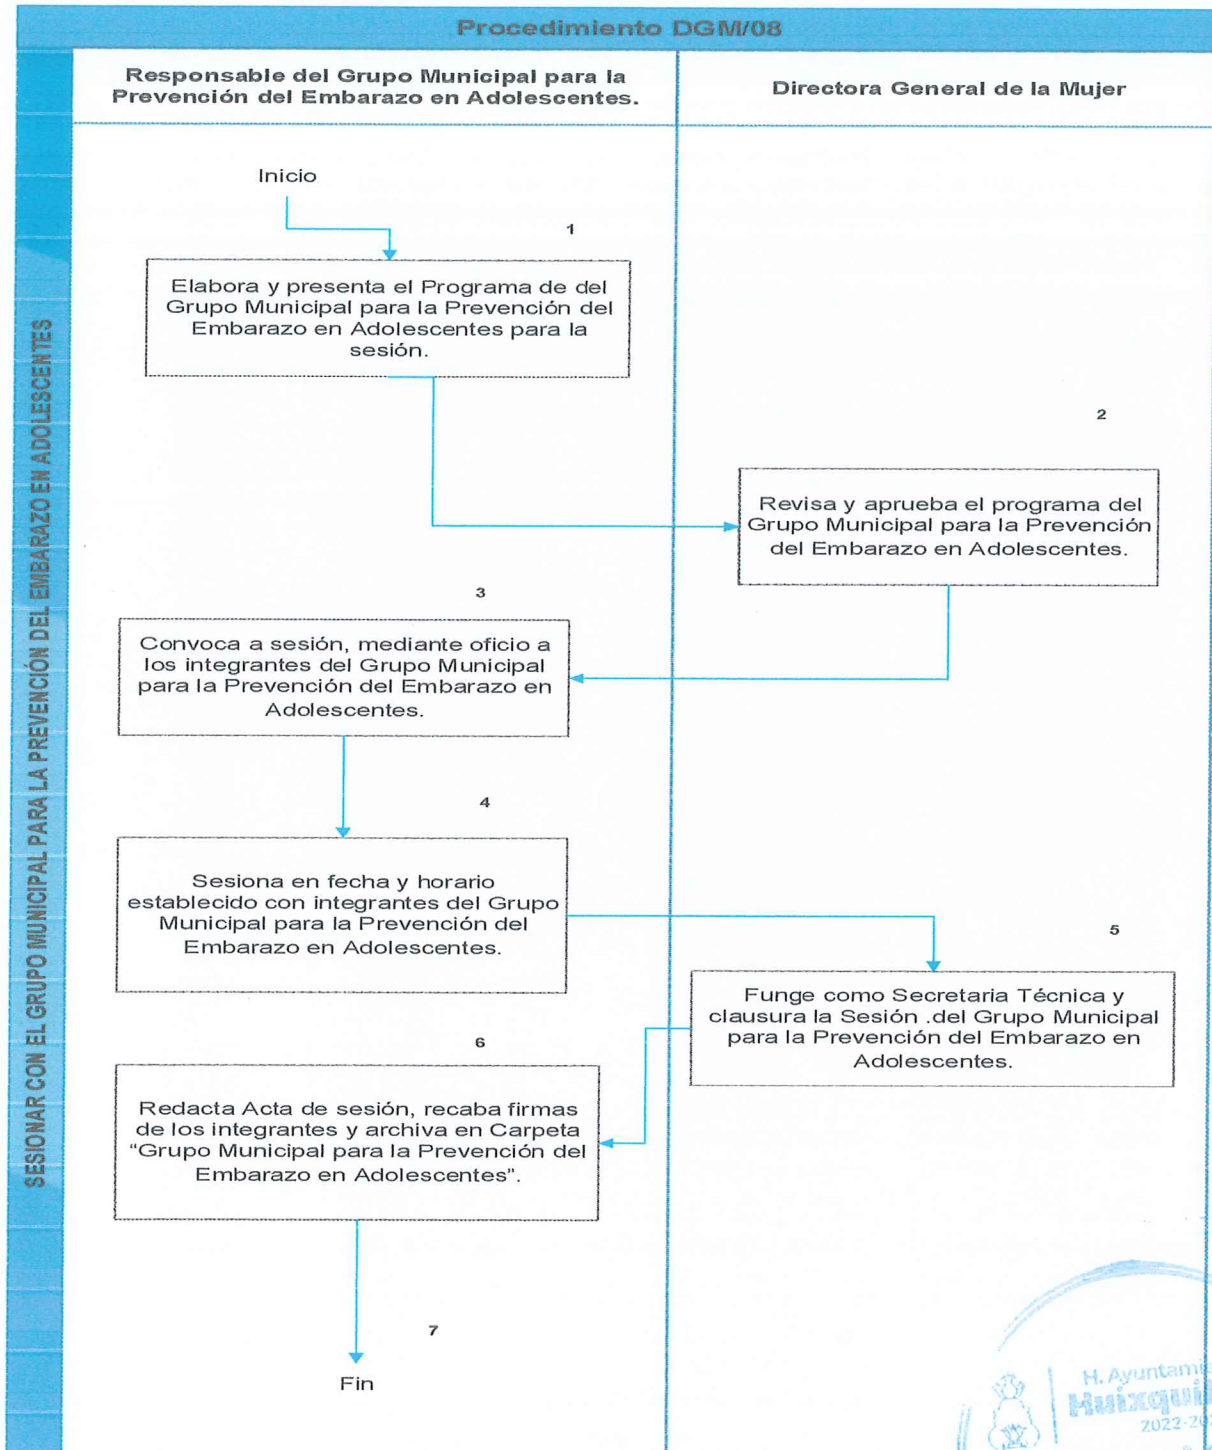 Procedimiento DGM/08
SESIONAR CON EL GRUPO MUNICIPAL PARA LA PREVENCIÓN DEL EMBARAZO EN ADOLESCENTES
Responsable del Grupo Municipal para la
Prevención del Embarazo en Adolescentes.
Directora General de la Mujer
Inicio
1
Elabora y presenta el Programa de del
Grupo Municipal para la Prevención del
Embarazo en Adolescentes para la
sesión.
2
Revisa y aprueba el programa del
Grupo Municipal para la Prevención
del Embarazo en Adolescentes.
3
Convoca a sesión, mediante oficio a
los integrantes del Grupo Municipal
para la Prevención del Embarazo en
Adolescentes.
4
Sesiona en fecha y horario
establecido con integrantes del Grupo
Municipal para la Prevención del
Embarazo en Adolescentes.
5
Funge como Secretaria Técnica y
clausura la Sesión .del Grupo Municipal
para la Prevención del Embarazo en
Adolescentes.
6
Redacta Acta de sesión, recaba firmas
de los integrantes y archiva en Carpeta
“Grupo Municipal para la Prevención del
Embarazo en Adolescentes”.
7
Fin
H. Ayuntami
Huixqui
2022-20